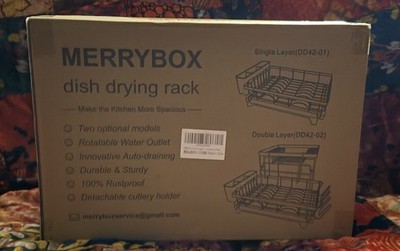 MERRYBOX
dish drying rack
Make the Kitchen More Spacious
Two optional models
Rotatable Water Outlet
Innovative Auto-draining
Durable & Sturdy
100% Rustproof
Detachable cutlery holder
merryboxservice@gmail.com
Single Layer(DD42-01)
Double Layer(DD42-02)